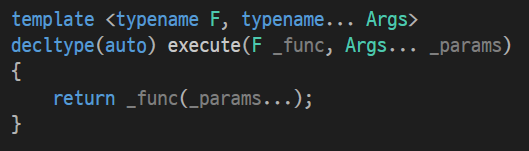 template <typename F, typename... Args>
decltype(auto) execute(F _func, Args... _params)
{
    return _func(_params...);
}